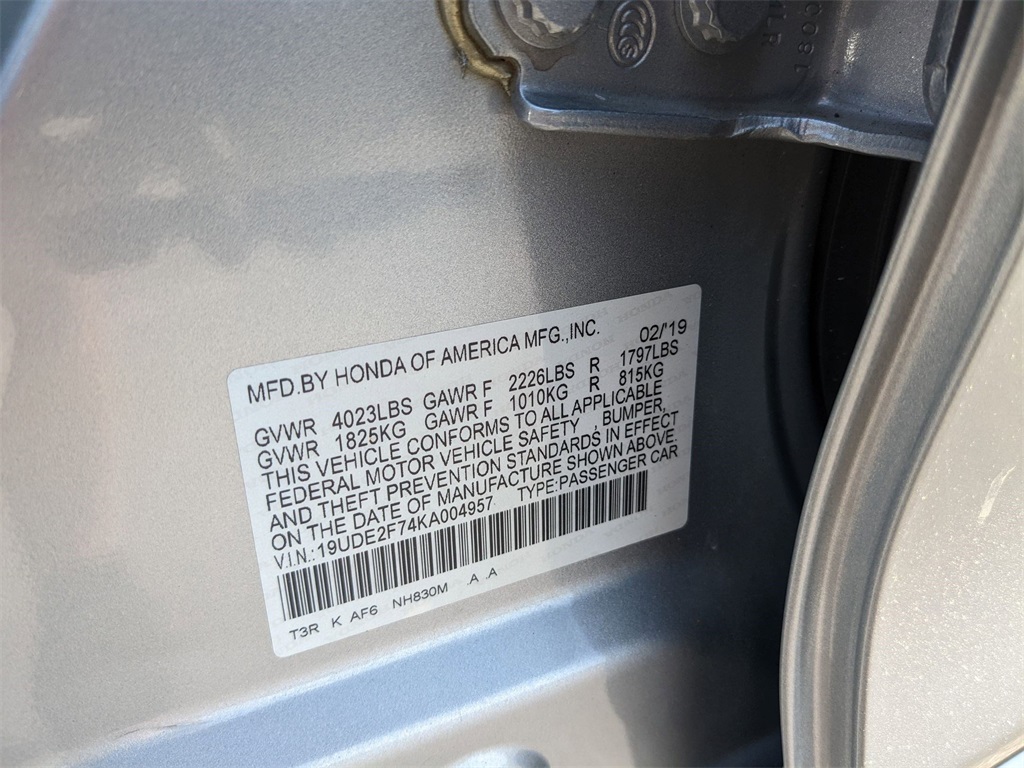 MFD.BY HONDA OF AMERICA MFG.,INC. 02/'19
GVWR 4023LBS GAWR F 2226LBS R 1797LBS
GVWR 1825KG GAWR F 1010KG R 815KG
THIS VEHICLE CONFORMS TO ALL APPLICABLE
FEDERAL MOTOR VEHICLE SAFETY , BUMPER,
AND THEFT PREVENTION STANDARDS IN EFFECT
ON THE DATE OF MANUFACTURE SHOWN ABOVE.
V.I.N.:19UDE2F74KA004957 TYPE:PASSENGER CAR
T3R K AF6 NH830M .A .A